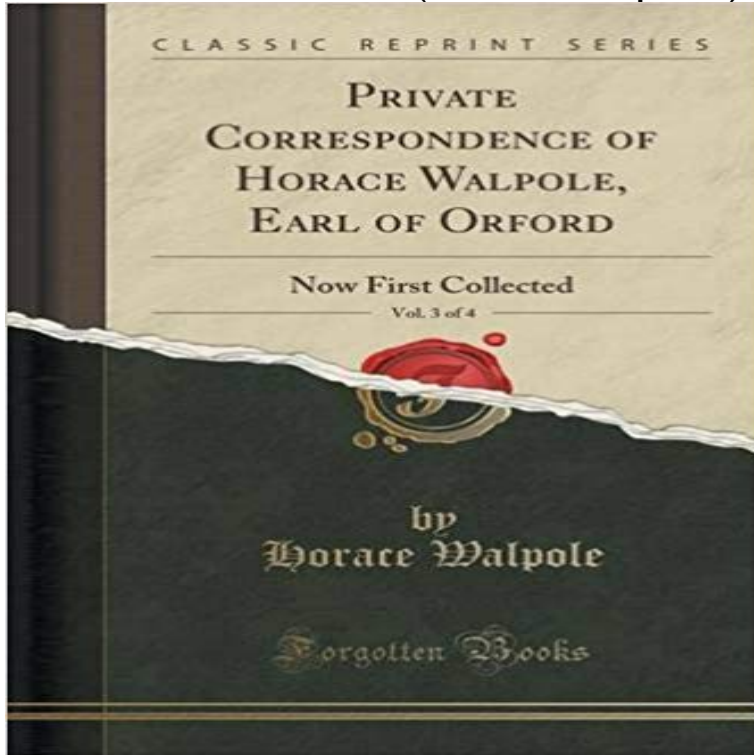 CLASSIC REPRINT SERIES
PRIVATE
CORRESPONDENCE OF
HORACE WALPOLE,
EARL OF ORFORD
Now First Collected
Vol. 3 of 4
by
Horace Walpole
Forgotten Books